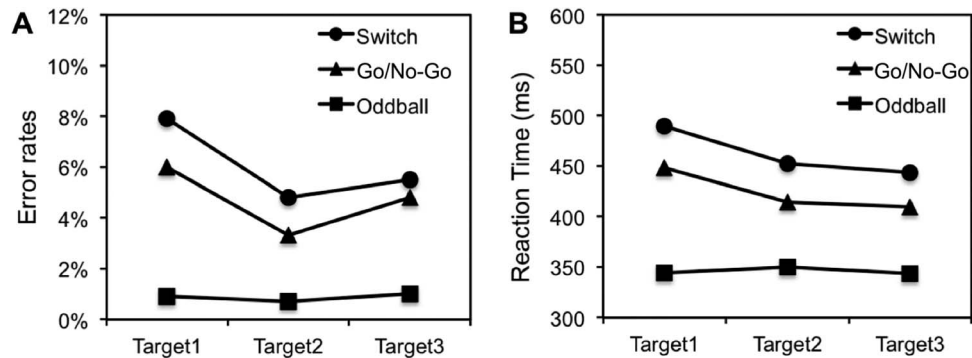 A
Error rates
12%
10%
8%
6%
4%
2%
0%
Switch
Go/No-Go
Oddball
Target1 Target2 Target3
B
Reaction Time (ms)
600
550
500
450
400
350
300
Switch
Go/No-Go
Oddball
Target1 Target2 Target3